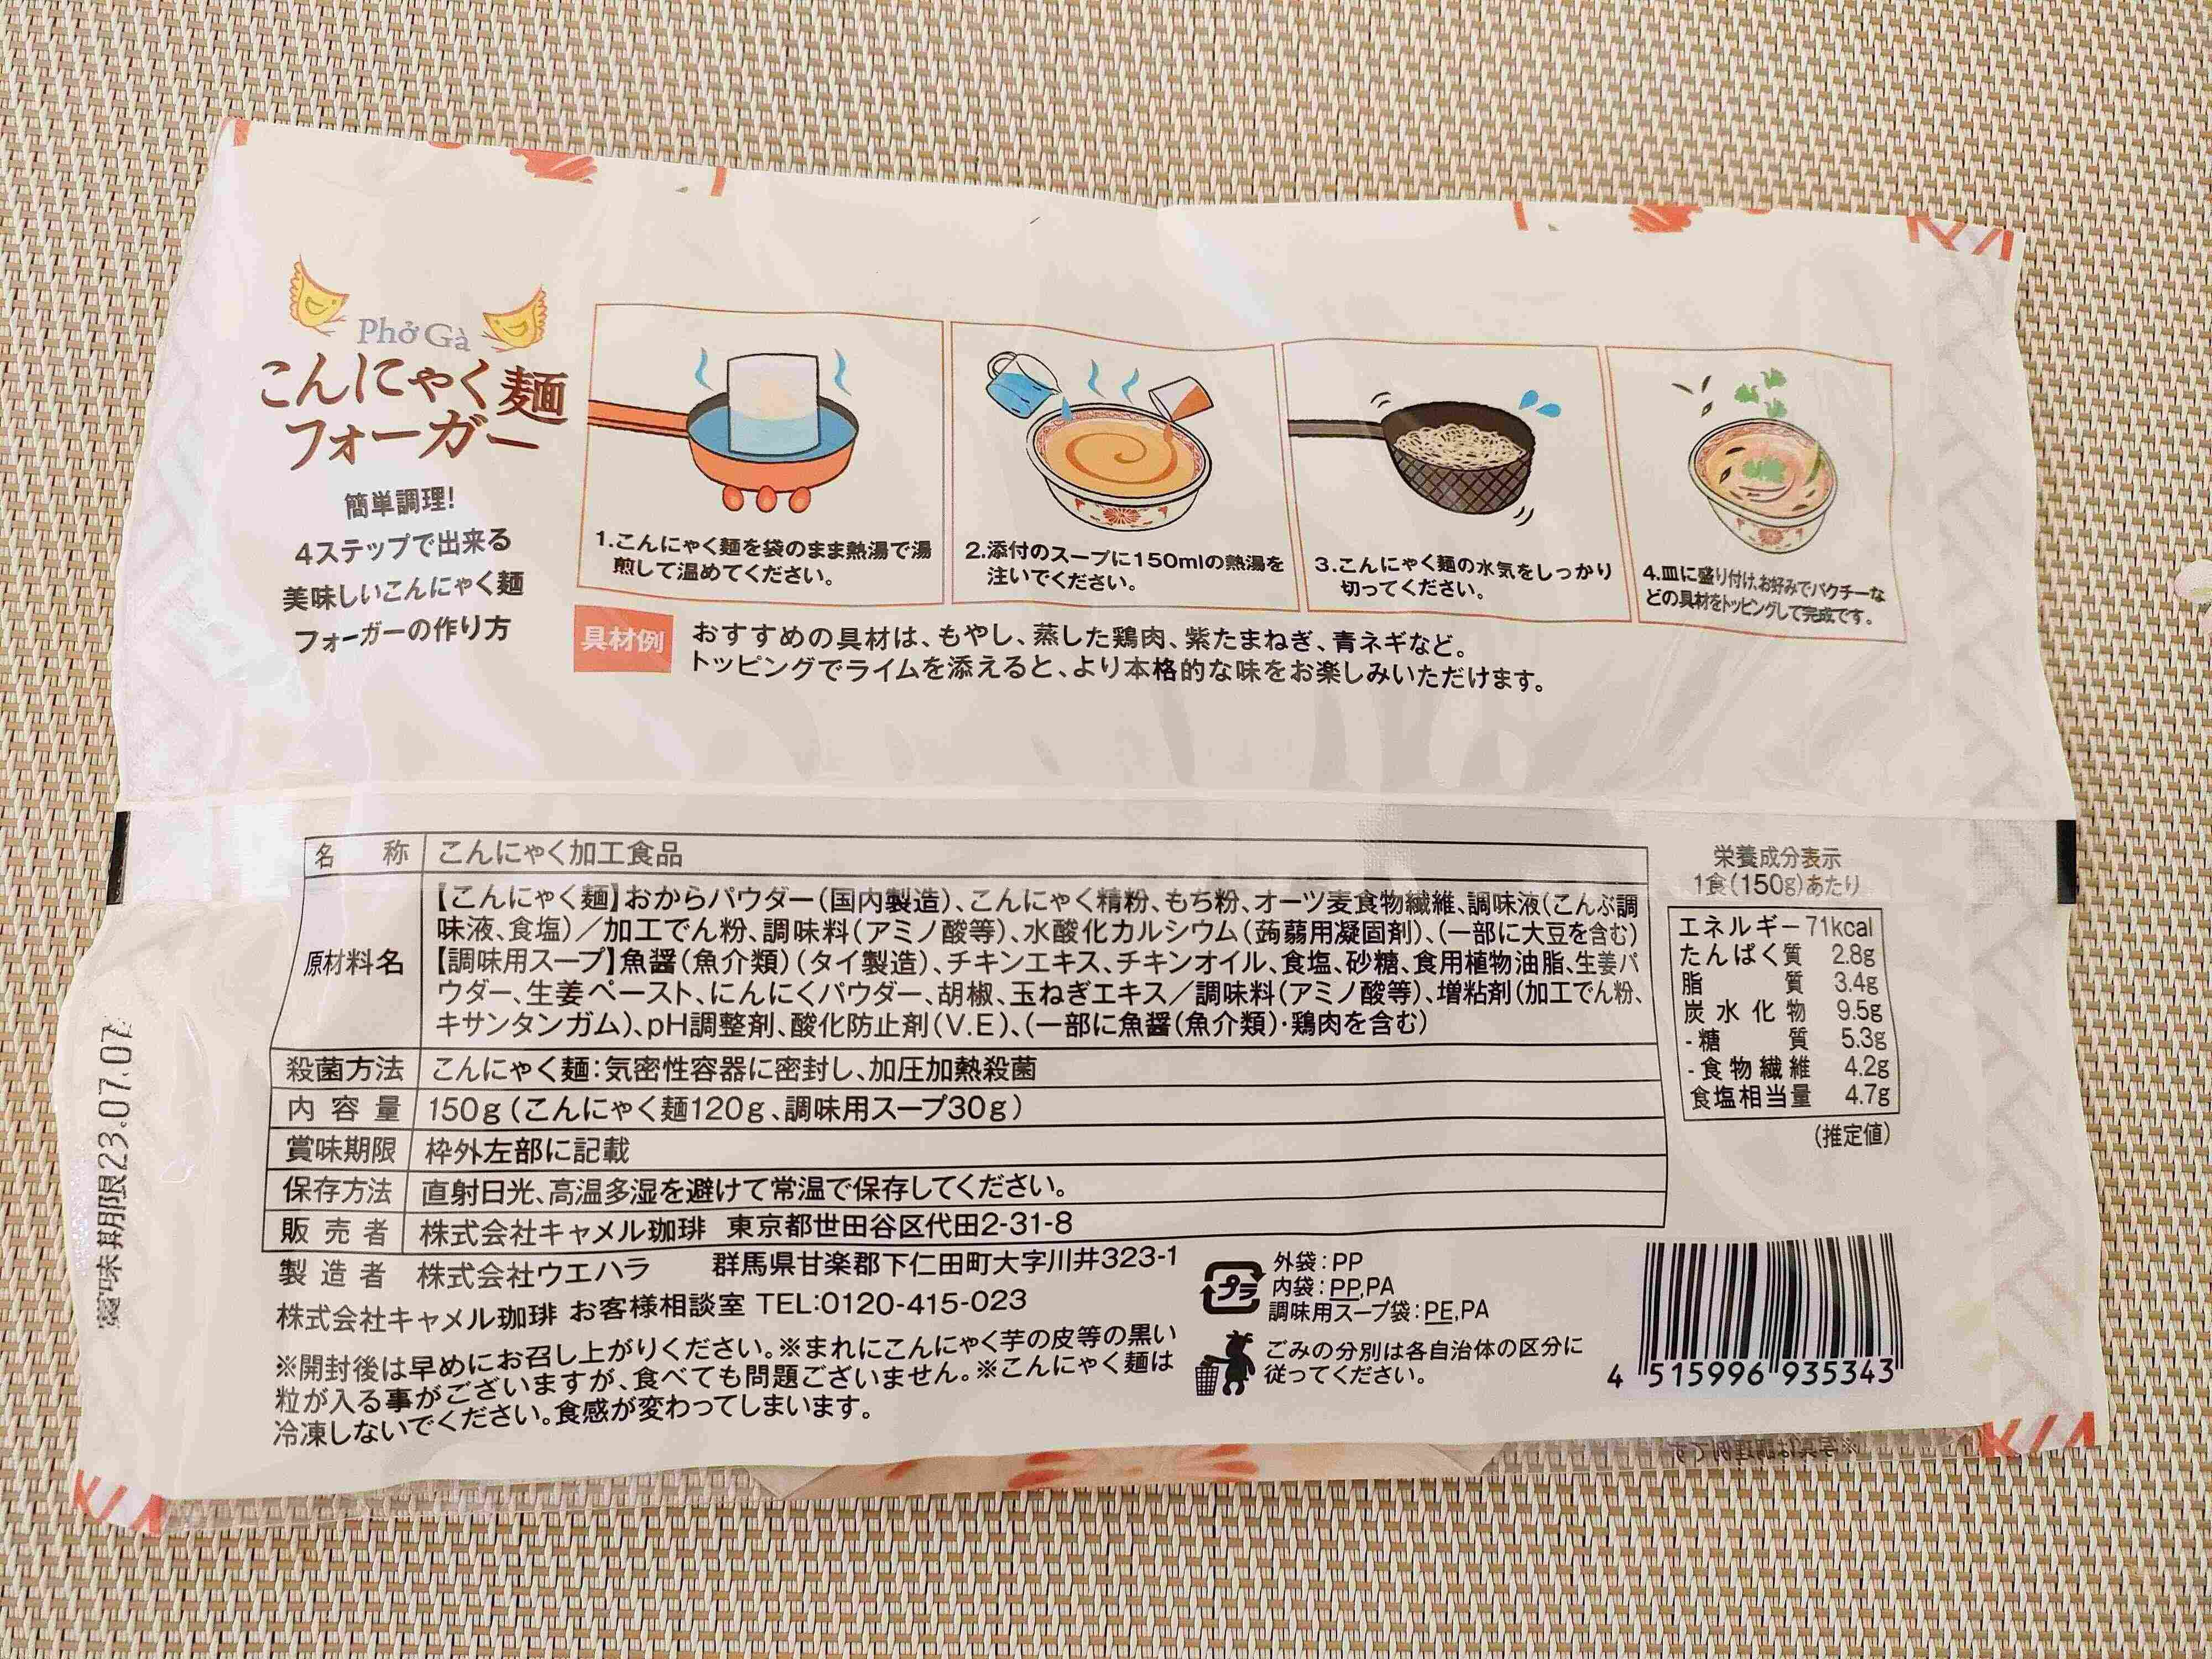 Phở Gà
こんにゃく麺
フォーガー
簡単調理!
4ステップで出来る
美味しいこんにゃく麺
フォーガーの作り方
1.こんにゃく麺を袋のまま熱湯で湯
煎して温めてください。
2.添付のスープに150mlの熱湯を
注いでください。
3.こんにゃく麺の水気をしっかり
切ってください。
4.皿に盛り付け、お好みでパクチーな
どの具材をトッピングして完成です。
具材例
おすすめの具材は、もやし、蒸した鶏肉、紫たまねぎ、青ネギなど。
トッピングでライムを添えると、より本格的な味をお楽しみいただけます。
名 称 こんにゃく加工食品
原材料名
【こんにゃく麺】おからパウダー(国内製造)、こんにゃく精粉、もち粉、オーツ麦食物繊維、調味液(こんぶ調
味液、食塩)/加工でん粉、調味料(アミノ酸等)、水酸化カルシウム(蒟蒻用凝固剤)、(一部に大豆を含む)
【調味用スープ】魚醤(魚介類)(タイ製造)、チキンエキス、チキンオイル、食塩、砂糖、食用植物油脂、生姜パ
ウダー、生姜ペースト、にんにくパウダー、胡椒、玉ねぎエキス/調味料(アミノ酸等)、増粘剤(加工でん粉、
キサンタンガム)、pH調整剤、酸化防止剤(V.E)、(一部に魚醤(魚介類)・鶏肉を含む)
殺菌方法 こんにゃく麺:気密性容器に密封し、加圧加熱殺菌
内容量 150g(こんにゃく麺120g、調味用スープ30g)
賞味期限 枠外左部に記載
保存方法 直射日光、高温多湿を避けて常温で保存してください。
販売者 株式会社キャメル珈琲 東京都世田谷区代田2-31-8
製造者 株式会社ウエハラ 群馬県甘楽郡下仁田町大字川井323-1
株式会社キャメル珈琲 お客様相談室 TEL:0120-415-023
※開封後は早めにお召し上がりください。※まれにこんにゃく芋の皮等の黒い
粒が入る事がございますが、食べても問題ございません。※こんにゃく麺は
冷凍しないでください。食感が変わってしまいます。
プラ
外袋:PP
内袋:PP,PA
調味用スープ袋:PE,PA
ごみの分別は各自治体の区分に
従ってください。
栄養成分表示
1食(150g)あたり
エネルギー 71kcal
たんぱく質 2.8g
脂質 3.4g
炭水化物 9.5g
-糖質 5.3g
-食物繊維 4.2g
食塩相当量 4.7g
(推定値)
4 515996 935343
賞味期限23.07.07
※写真は調理例です